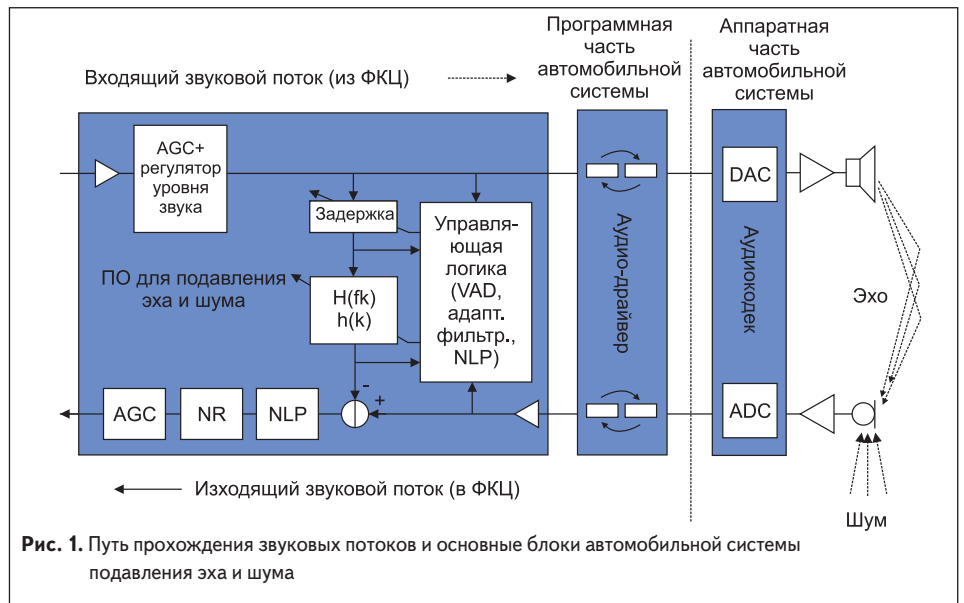 Программная
часть
автомобильной
системы
Аппаратная
часть
автомобильной
системы
Входящий звуковой поток (из ФКЦ)
AGC+
регулятор
уровня
звука
Задержка
Управля-
ющая
логика
(VAD,
адапт.
фильтр.,
NLP)
ПО для подавления
эха и шума
H(fk)
h(k)
-
+
AGC
NR
NLP
Аудио-драйвер
DAC
Аудиокодек
ADC
Эхо
Шум
Изходящий звуковой поток (в ФКЦ)
Рис. 1. Путь прохождения звуковых потоков и основные блоки автомобильной системы
подавления эха и шума